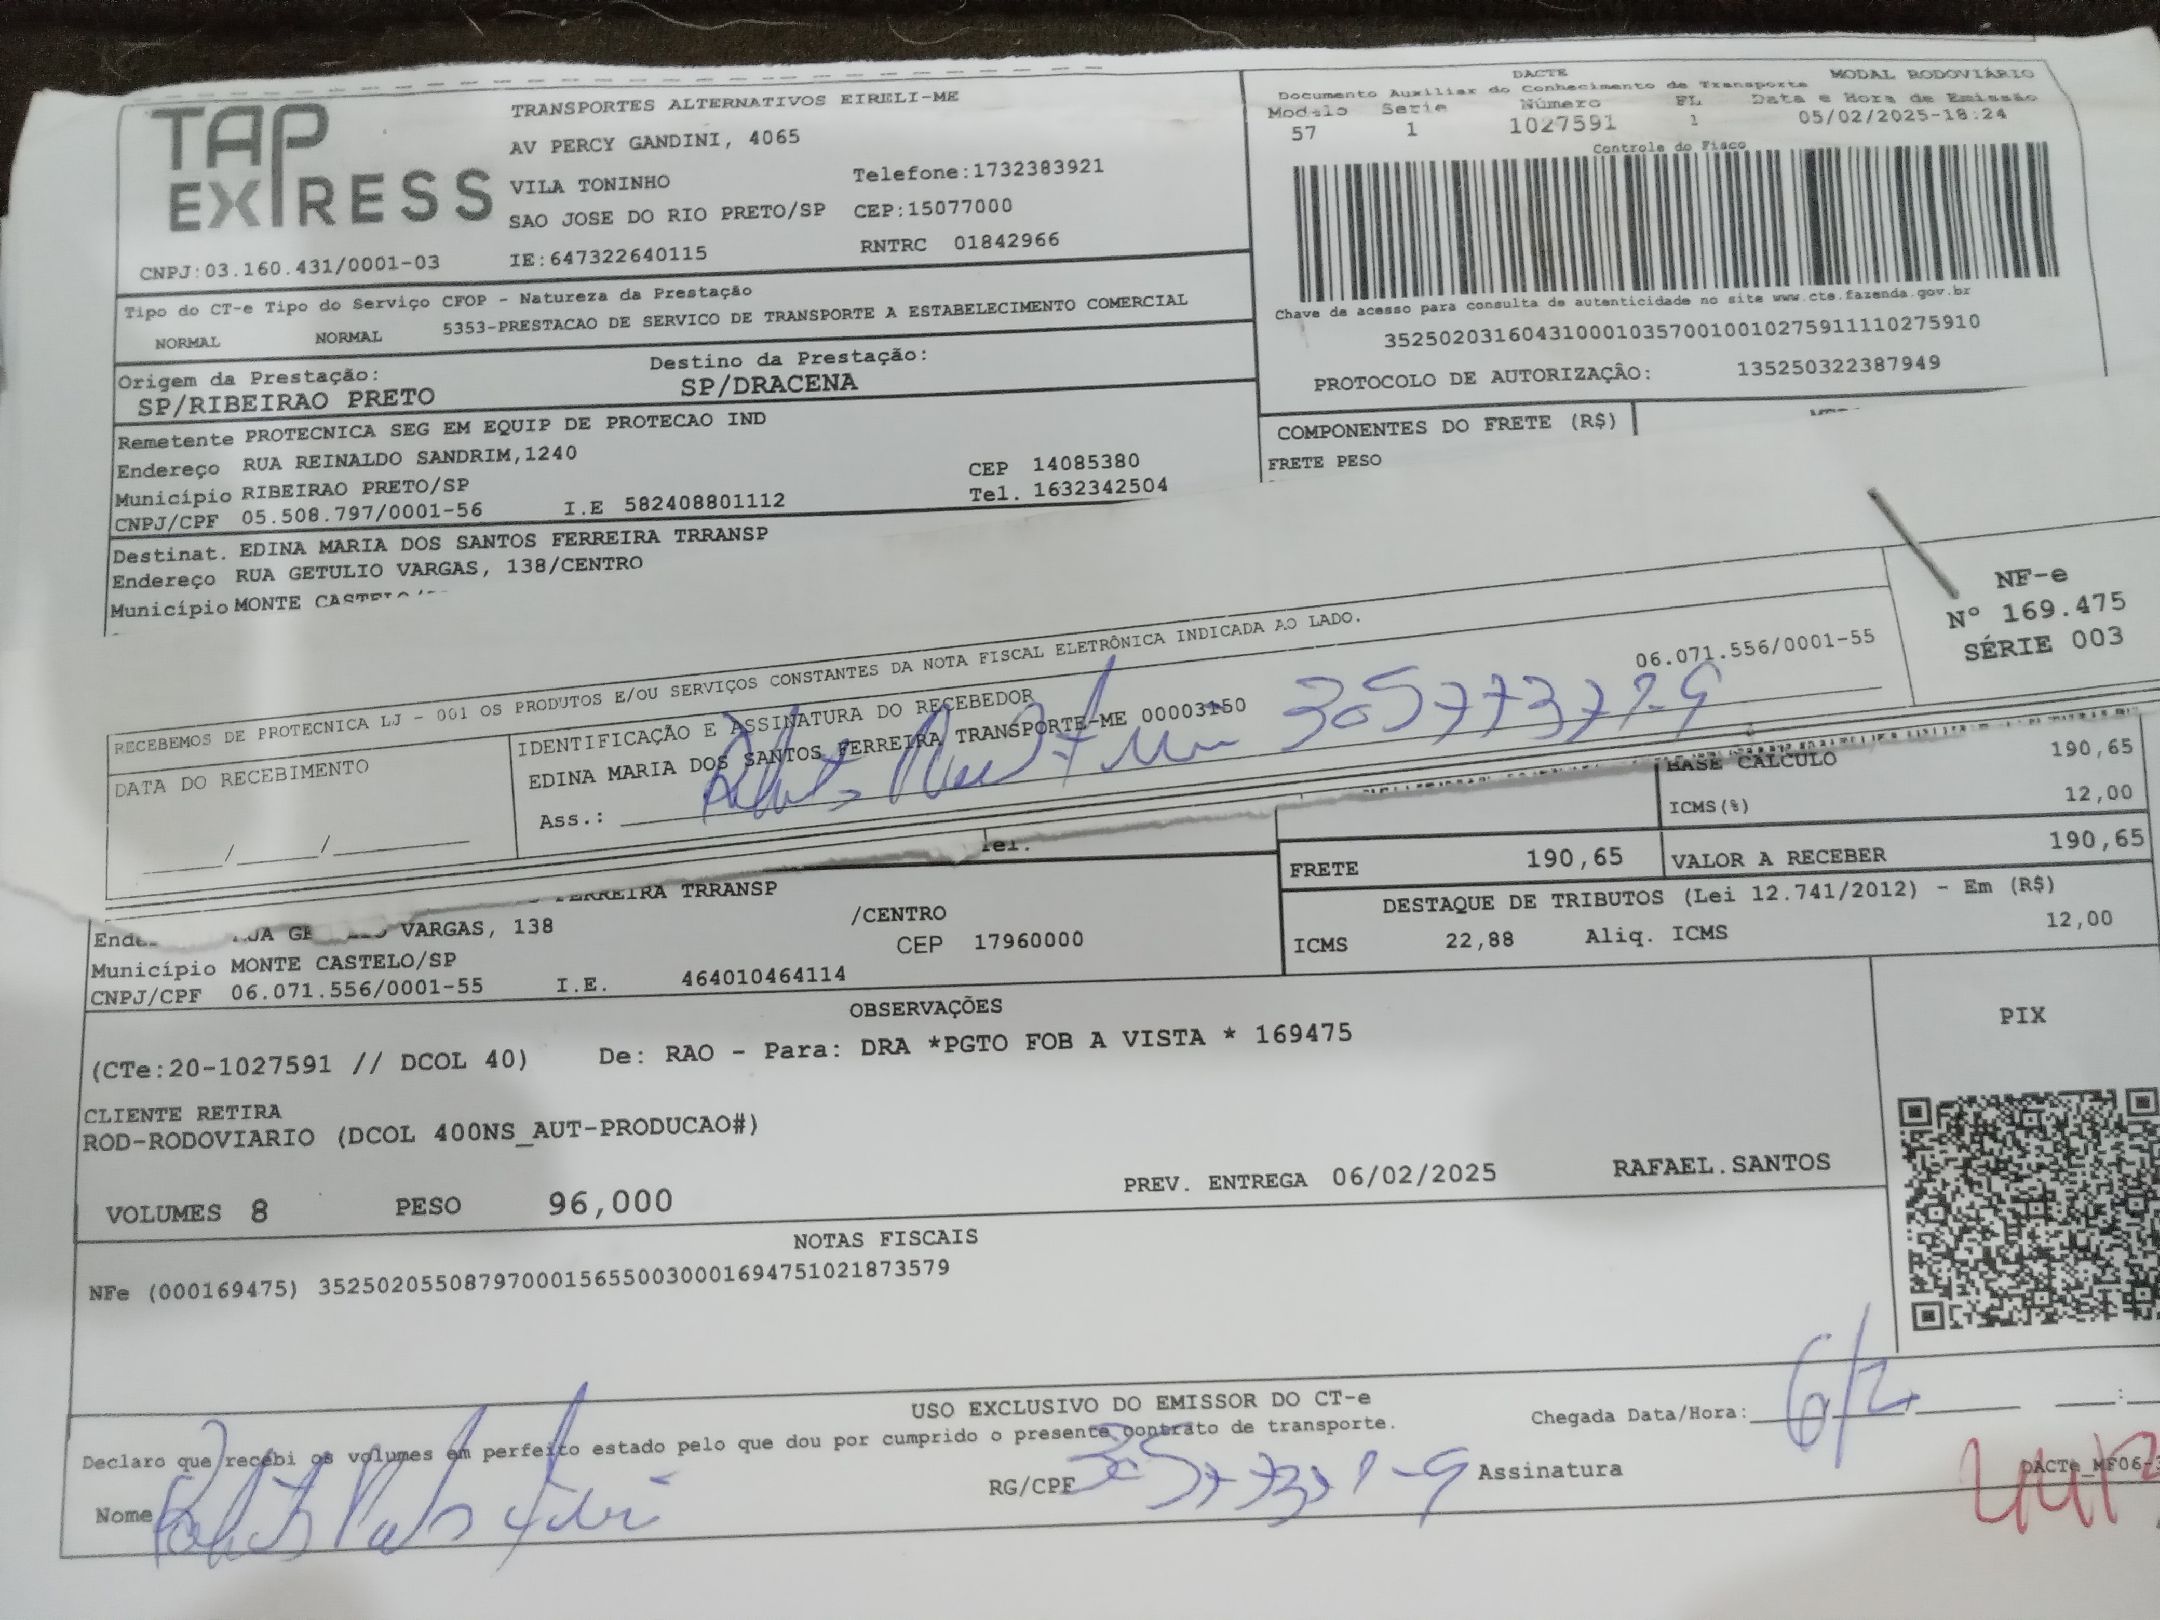 TAP EXPRESS
TRANSPORTES ALTERNATIVOS EIRELI-ME
AV PERCY GANDINI, 4065
VILA TONINHO Telefone:1732383921
SAO JOSE DO RIO PRETO/SP CEP:15077000
CNPJ:03.160.431/0001-03 IE:647322640115 RNTRC 01842966
DACTE MODAL RODOVIÁRIO
Documento Auxiliar do Conhecimento de Transporte
Modelo Serie Número FL Data e Hora de Emissão
57 1 1027591 1 05/02/2025-18:24
Controle do Fisco
Chave de acesso para consulta de autenticidade no site www.cte.fazenda.gov.br
35250203160431000103570010010275911110275910
PROTOCOLO DE AUTORIZAÇÃO: 135250322387949
Tipo do CT-e Tipo do Serviço CFOP - Natureza da Prestação
NORMAL NORMAL 5353-PRESTACAO DE SERVICO DE TRANSPORTE A ESTABELECIMENTO COMERCIAL
Origem da Prestação: Destino da Prestação:
SP/RIBEIRAO PRETO SP/DRACENA
Remetente PROTECNICA SEG EM EQUIP DE PROTECAO IND
Endereço RUA REINALDO SANDRIM,1240 CEP 14085380
Município RIBEIRAO PRETO/SP Tel. 1632342504
CNPJ/CPF 05.508.797/0001-56 I.E 582408801112
COMPONENTES DO FRETE (R$)
FRETE PESO
Destinat. EDINA MARIA DOS SANTOS FERREIRA TRRANSP
Endereço RUA GETULIO VARGAS, 138/CENTRO
Município MONTE CASTELO
RECEBEMOS DE PROTECNICA LJ - 001 OS PRODUTOS E/OU SERVIÇOS CONSTANTES DA NOTA FISCAL ELETRÔNICA INDICADA AO LADO.
DATA DO RECEBIMENTO
IDENTIFICAÇÃO E ASSINATURA DO RECEBEDOR 06.071.556/0001-55
EDINA MARIA DOS SANTOS FERREIRA TRANSPORTE-ME 00003150
Ass.:
NF-e
Nº 169.475
SÉRIE 003
BASE CALCULO 190,65
ICMS(%) 12,00
FRETE 190,65 VALOR A RECEBER 190,65
DESTAQUE DE TRIBUTOS (Lei 12.741/2012) - Em (R$)
ICMS 22,88 Aliq. ICMS 12,00
Tel.
FERREIRA TRRANSP
VARGAS, 138 /CENTRO
CEP 17960000
Município MONTE CASTELO/SP
CNPJ/CPF 06.071.556/0001-55 I.E. 464010464114
OBSERVAÇÕES
(CTe:20-1027591 // DCOL 40) De: RAO - Para: DRA *PGTO FOB A VISTA * 169475
CLIENTE RETIRA
ROD-RODOVIARIO (DCOL 400NS_AUT-PRODUCAO#)
VOLUMES 8 PESO 96,000 PREV. ENTREGA 06/02/2025 RAFAEL.SANTOS
PIX
NOTAS FISCAIS
NFe (000169475) 35250205508797000156550030001694751021873579
USO EXCLUSIVO DO EMISSOR DO CT-e
Declaro que recebi os volumes em perfeito estado pelo que dou por cumprido o presente contrato de transporte.
Chegada Data/Hora: 6/2
Nome RG/CPF Assinatura